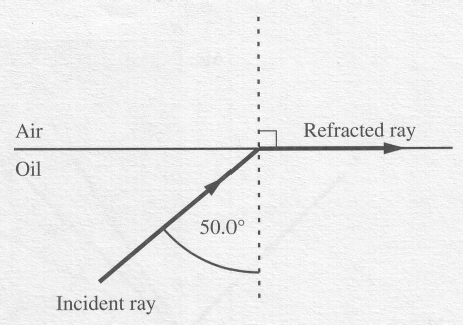 Air
Refracted ray
Oil
50.0°
Incident ray